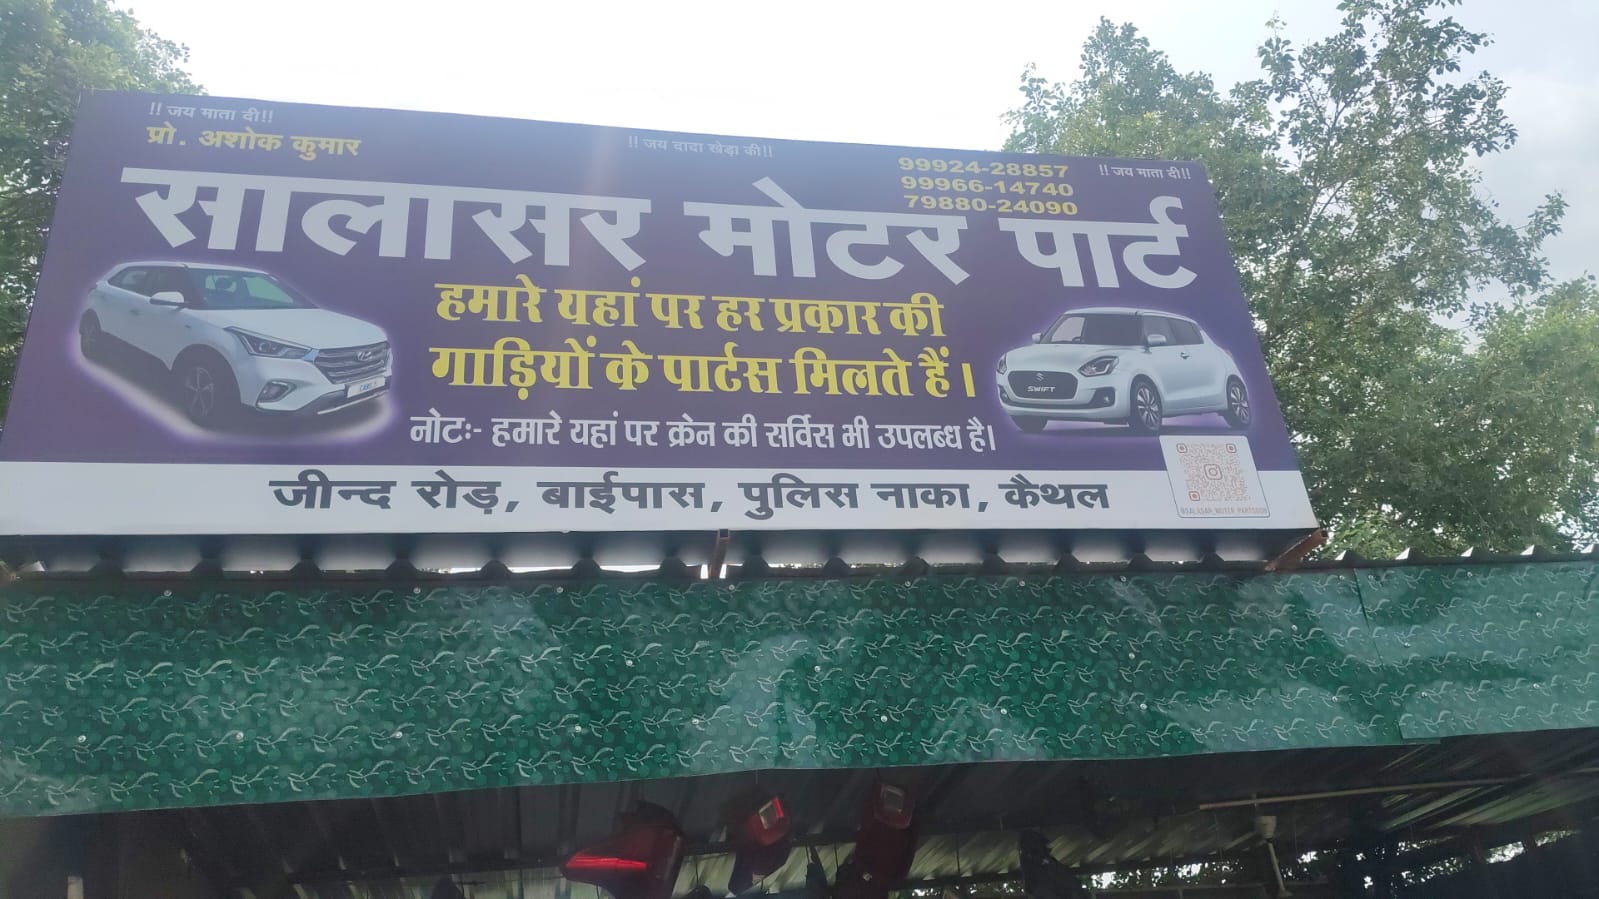 !! जय माता दी!!
!! जय दादा खेड़ा की!!
!! जय माता दी!!
प्रो. अशोक कुमार
99924-28857
99966-14740
79880-24090
सालासर मोटर पार्ट
हमारे यहां पर हर प्रकार की
गाड़ियों के पार्टस मिलते हैं।
नोटः- हमारे यहां पर क्रेन की सर्विस भी उपलब्ध है।
SWIFT
जीन्द रोड़, बाईपास, पुलिस नाका, कैथल